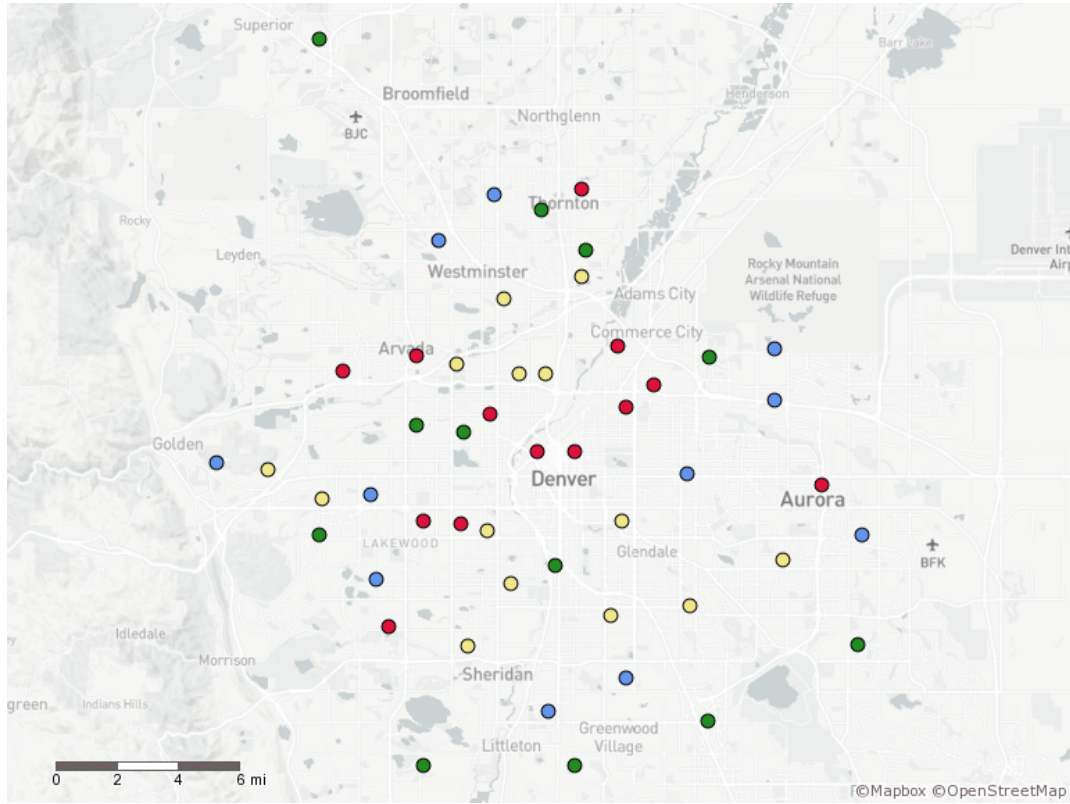 Superior
Barr Lake
Broomfield
Henderson
Northglenn
BJC
Thornton
Rocky
Leyden
Denver Int
Airp
Westminster
Rocky Mountain
Arsenal National
Wildlife Refuge
Adams City
Commerce City
Arvada
Golden
Denver
Aurora
LAKEWOOD
Glendale
BFK
Idledale
ey
Morrison
Sheridan
green
Indians Hills
Greenwood
Village
Littleton
0 2 4 6 mi
©Mapbox ©OpenStreetMap